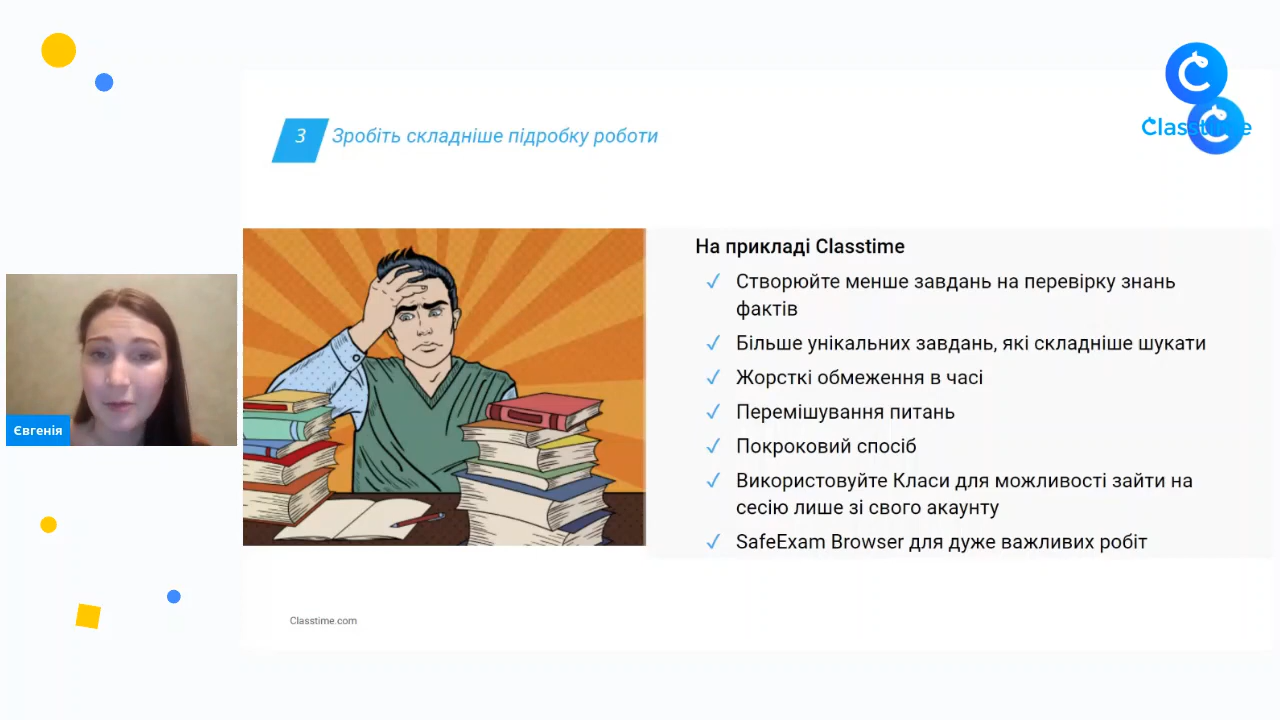 3 Зробіть складніше підробку роботи
Classtime
На прикладі Classtime
Створюйте менше завдань на перевірку знань
фактів
Більше унікальних завдань, які складніше шукати
Жорсткі обмеження в часі
Перемішування питань
Покроковий спосіб
Використовуйте Класи для можливості зайти на
сесію лише зі свого акаунту
SafeExam Browser для дуже важливих робіт
Євгенія
Classtime.com